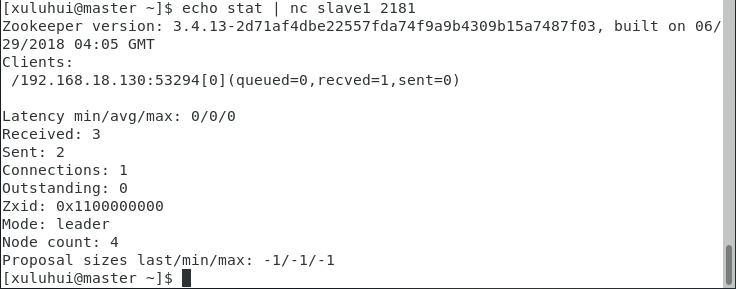 [xuluhui@master ~]$ echo stat | nc slave1 2181
Zookeeper version: 3.4.13-2d71af4dbe22557fda74f9a9b4309b15a7487f03, built on 06/
29/2018 04:05 GMT
Clients:
 /192.168.18.130:53294[0](queued=0,recved=1,sent=0)

Latency min/avg/max: 0/0/0
Received: 3
Sent: 2
Connections: 1
Outstanding: 0
Zxid: 0x1100000000
Mode: leader
Node count: 4
Proposal sizes last/min/max: -1/-1/-1
[xuluhui@master ~]$